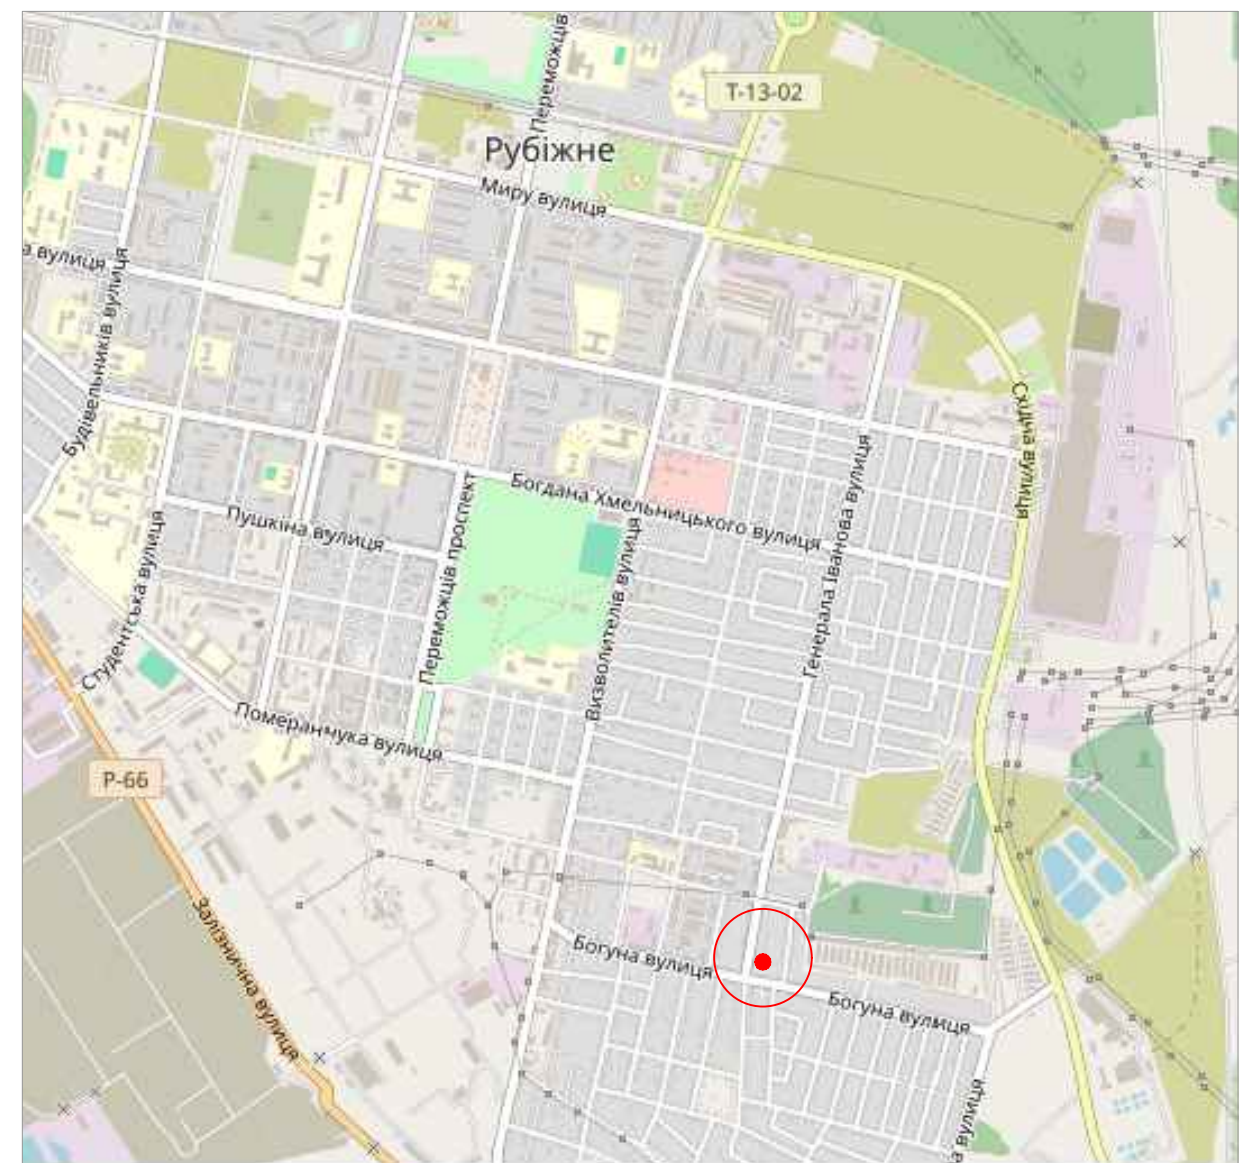 Переможців
Т-13-02
Рубіжне
Миру вулиця
а вулиця
Будівельників вулиця
Східна вулиця
Богдана Хмельницького вулиця
Пушкіна вулиця
Переможців проспект
Генерала Іванова вулиця
Визволителів вулиця
Студентська вулиця
Померанчука вулиця
Р-66
Залізнична вулиця
Богуна вулиця
Богуна вулиця
а вулиця